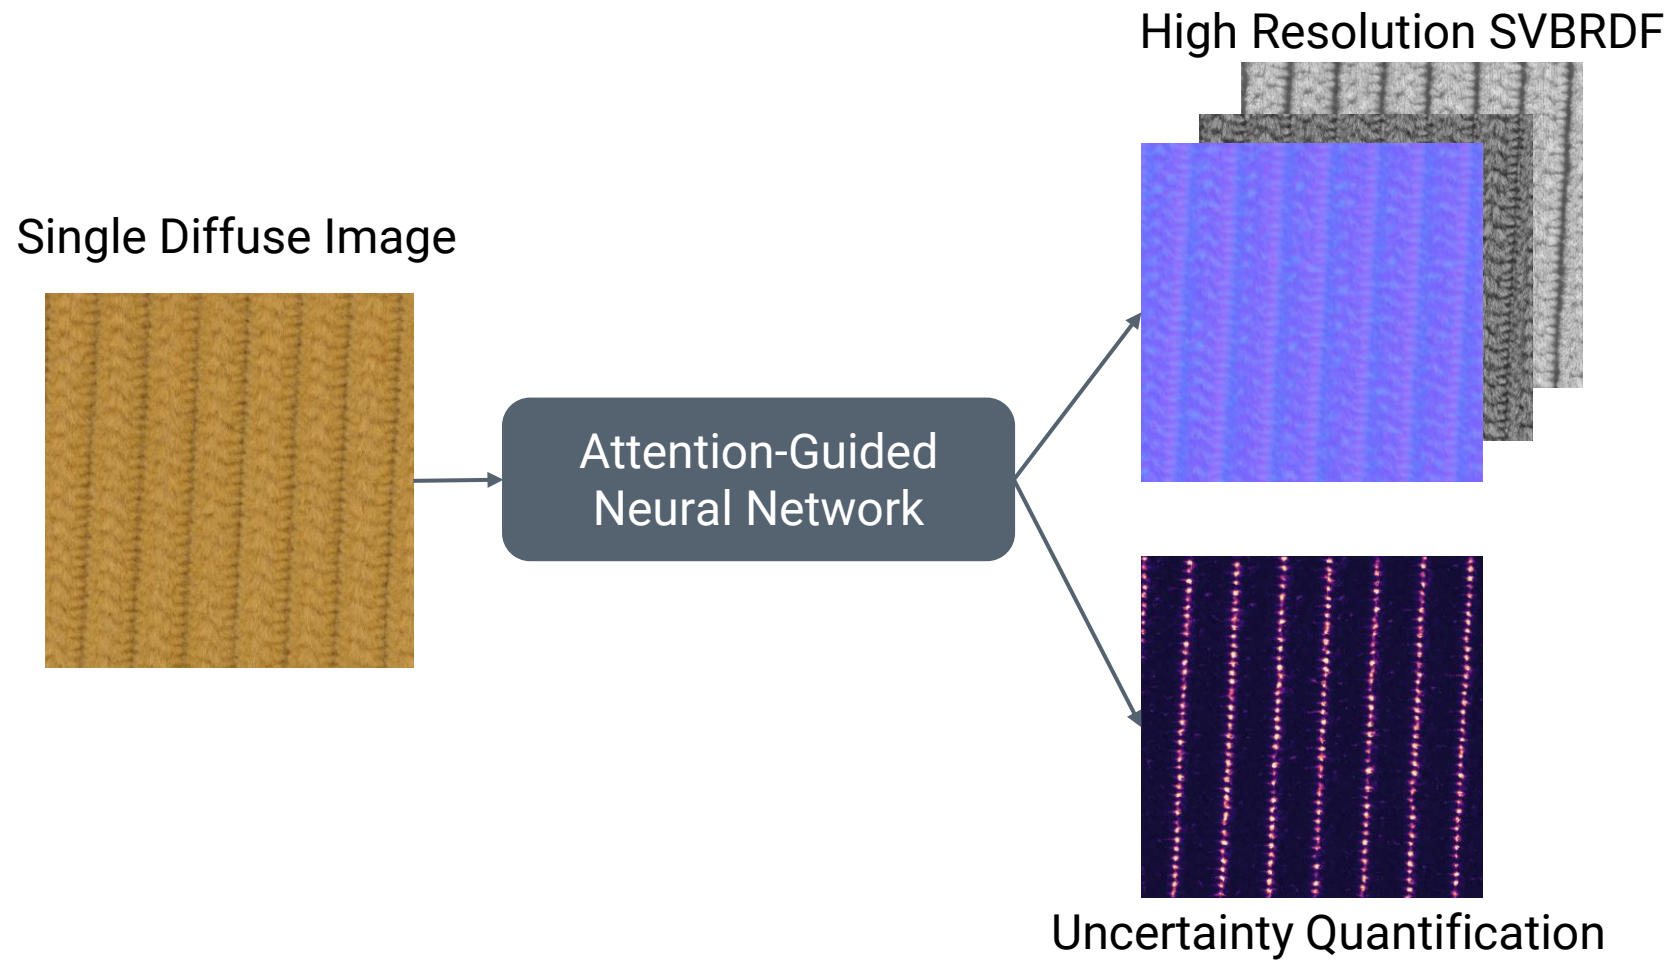 High Resolution SVBRDF
Single Diffuse Image
Attention-Guided
Neural Network
Uncertainty Quantification